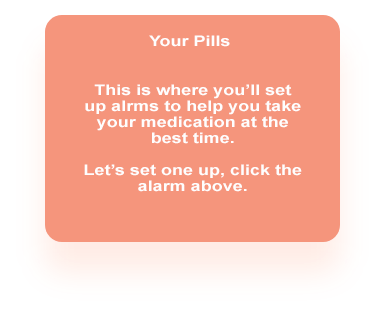 Your Pills
This is where you’ll set
up alrms to help you take
your medication at the
best time.
Let’s set one up, click the
alarm above.